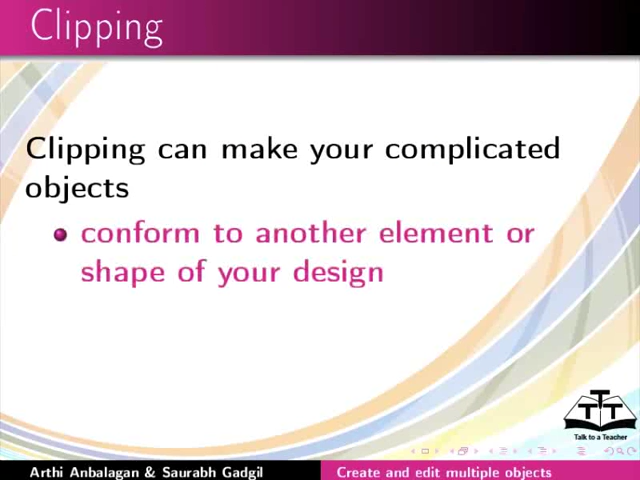 Clipping
Clipping can make your complicated
objects
conform to another element or
shape of your design
TTT
Talk to a Teacher
Arthi Anbalagan & Saurabh Gadgil
Create and edit multiple objects